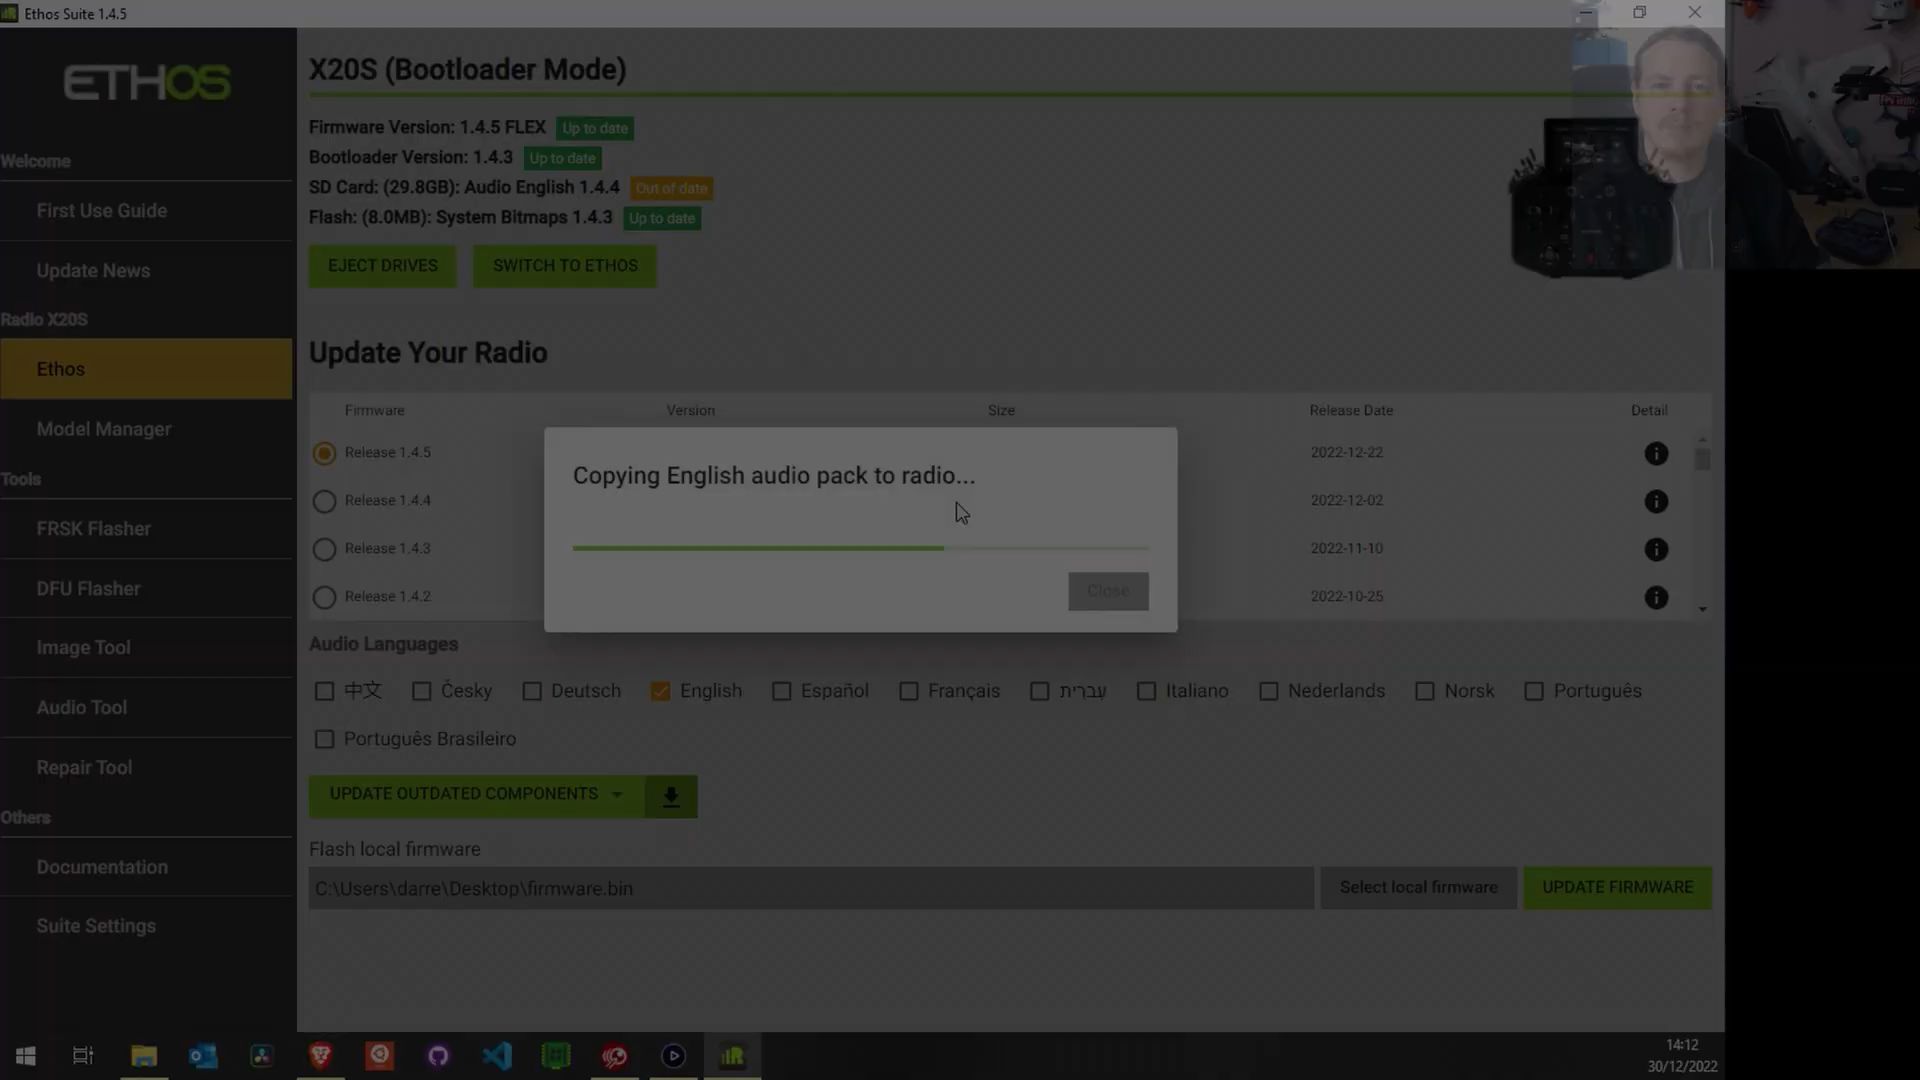 Ethos Suite 1.4.5
ETHOS
X20S (Bootloader Mode)
Firmware Version: 1.4.5 FLEX Up to date
Bootloader Version: 1.4.3 Up to date
SD Card: (29.8GB): Audio English 1.4.4 Out of date
Flash: (8.0MB): System Bitmaps 1.4.3 Up to date
EJECT DRIVES SWITCH TO ETHOS
Welcome
First Use Guide
Update News
Radio X20S
Ethos
Model Manager
Tools
FRSK Flasher
DFU Flasher
Image Tool
Audio Tool
Repair Tool
Others
Documentation
Suite Settings
Update Your Radio
Firmware Version Size Release Date Detail
Release 1.4.5 2022-12-22
Release 1.4.4 2022-12-02
Release 1.4.3 2022-11-10
Release 1.4.2 2022-10-25
Copying English audio pack to radio...
Close
Audio Languages
中文 Česky Deutsch English Español Français עברית Italiano Nederlands Norsk Português
Português Brasileiro
UPDATE OUTDATED COMPONENTS
Flash local firmware
C:\Users\darre\Desktop\firmware.bin Select local firmware UPDATE FIRMWARE
14:12
30/12/2022